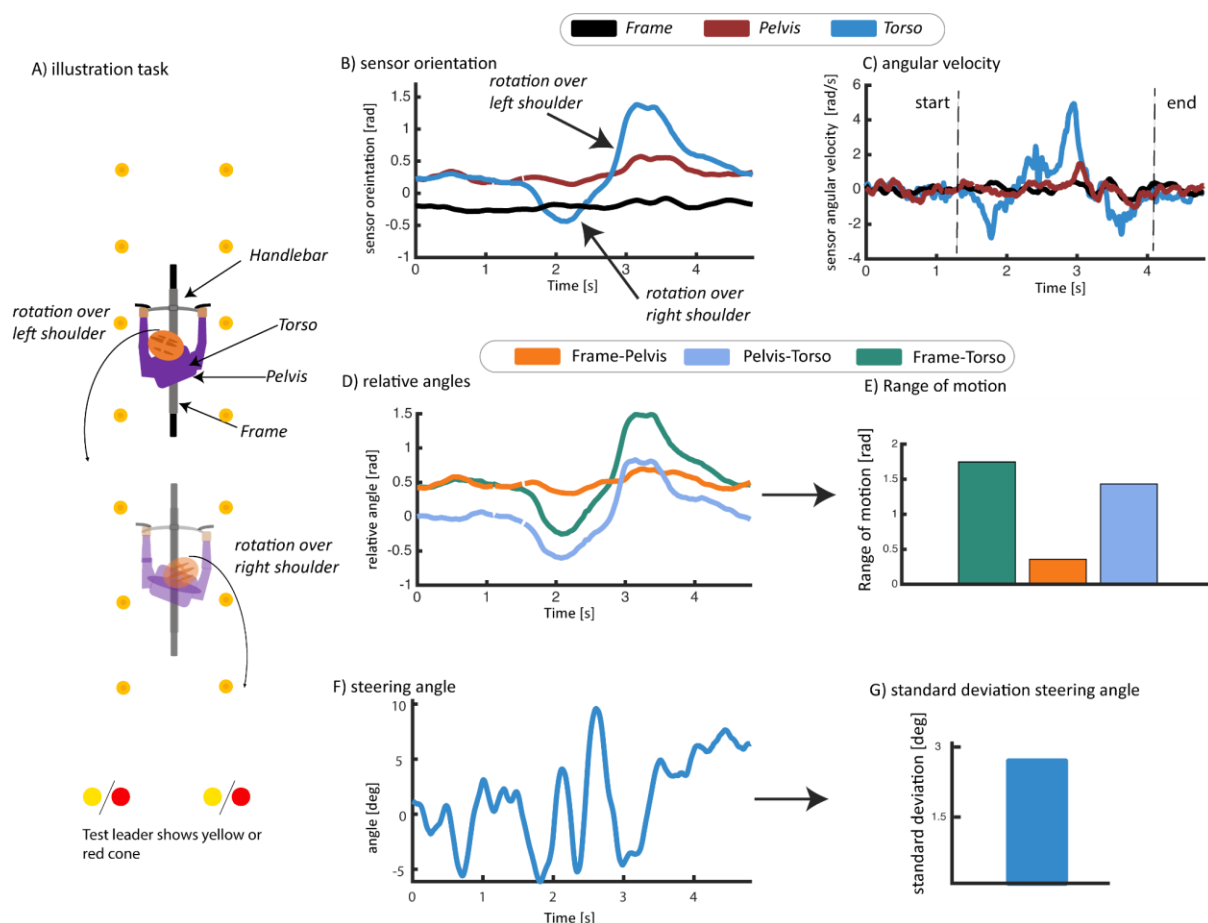 Frame Pelvis Torso
A) illustration task
B) sensor orientation
C) angular velocity
rotation over
left shoulder
start
end
sensor oreintation [rad]
1.5
1
0.5
0
-0.5
-1
0 1 2 3 4
Time [s]
rotation over
right shoulder
sensor angular velocity [rad/s]
6
4
2
0
-2
-4
0 1 2 3 4
Time [s]
Handlebar
rotation over
left shoulder
Torso
Pelvis
Frame
rotation over
right shoulder
Test leader shows yellow or
red cone
Frame-Pelvis Pelvis-Torso Frame-Torso
D) relative angles
E) Range of motion
relative angle [rad]
1.5
1
0.5
0
-0.5
-1
0 1 2 3 4
Time [s]
Range of motion [rad]
2
1.5
1
0.5
0
F) steering angle
G) standard deviation steering angle
angle [deg]
10
5
0
-5
0 1 2 3 4
Time [s]
standard deviation [deg]
3
1.5
0